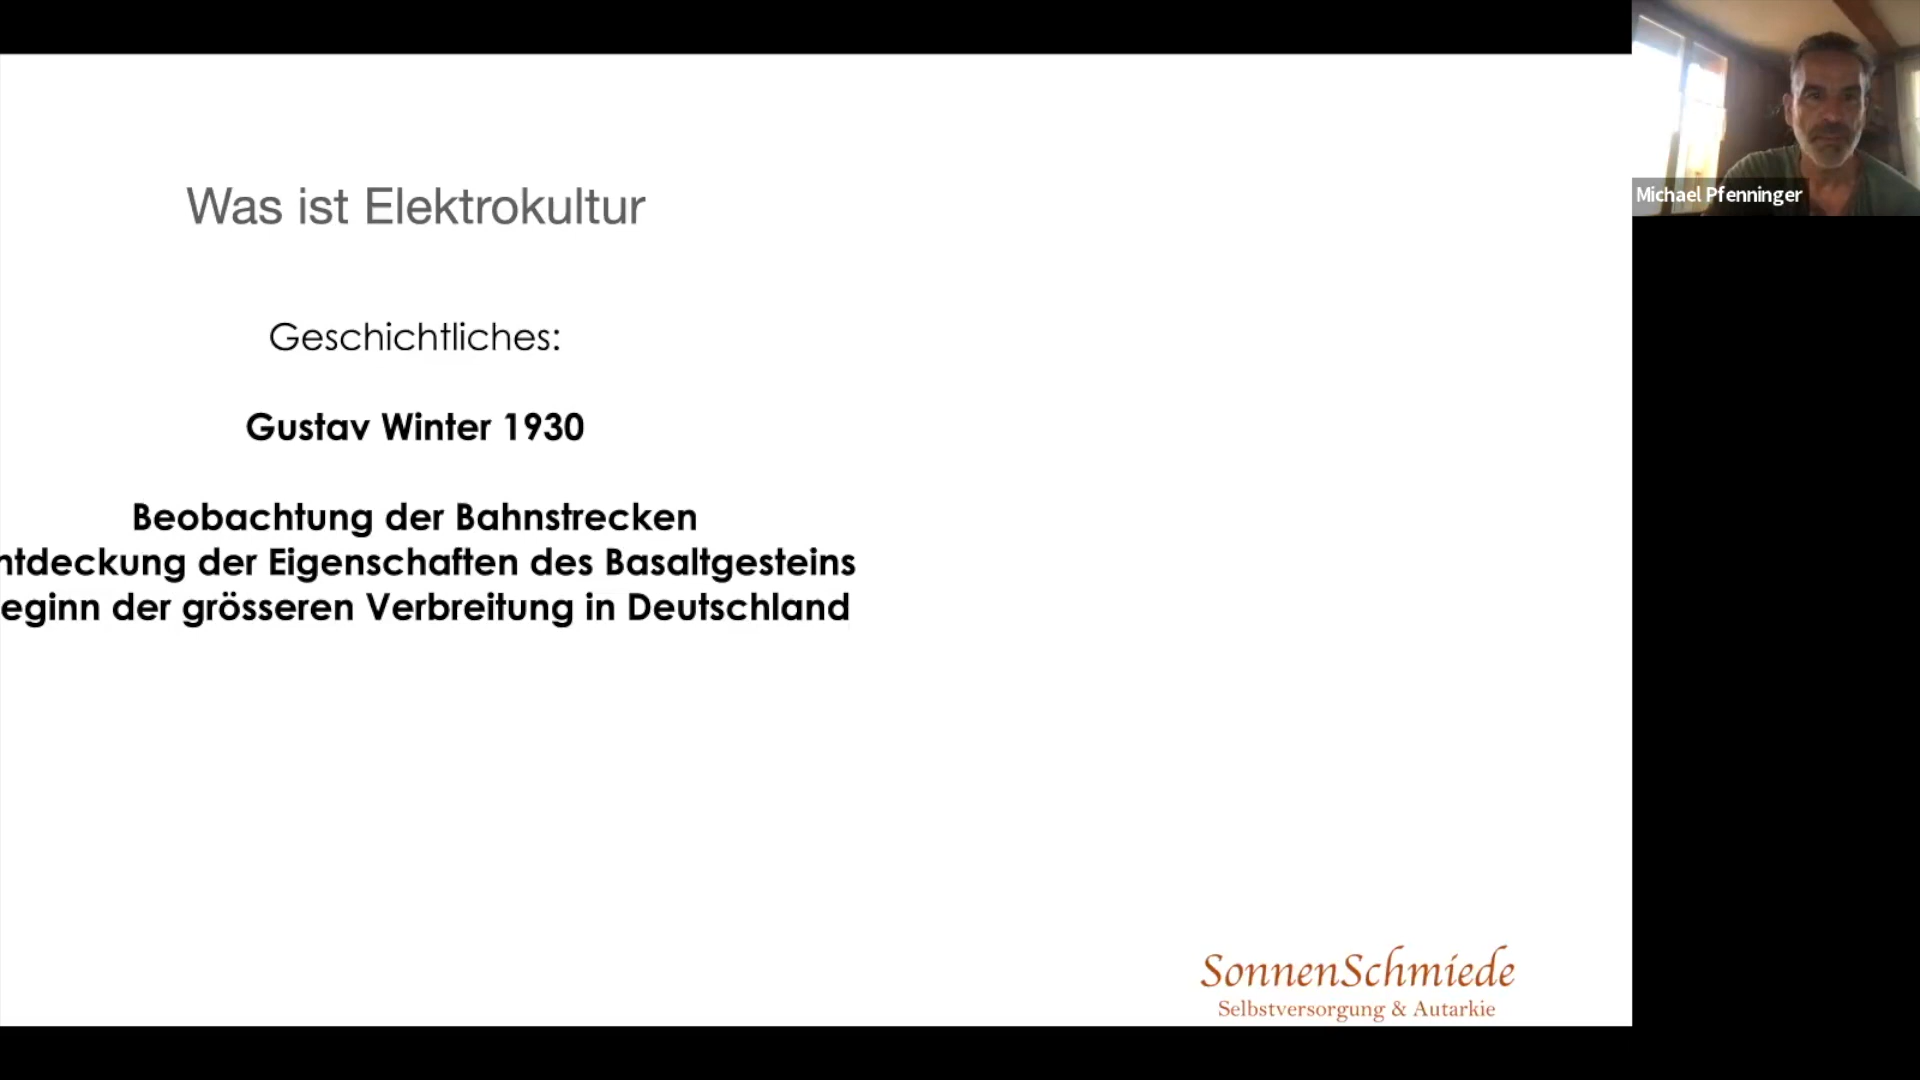 Was ist Elektrokultur
Geschichtliches:
Gustav Winter 1930
Beobachtung der Bahnstrecken
ntdeckung der Eigenschaften des Basaltgesteins
eginn der grösseren Verbreitung in Deutschland
SonnenSchmiede
Selbstversorgung & Autarkie
Michael Pfenninger